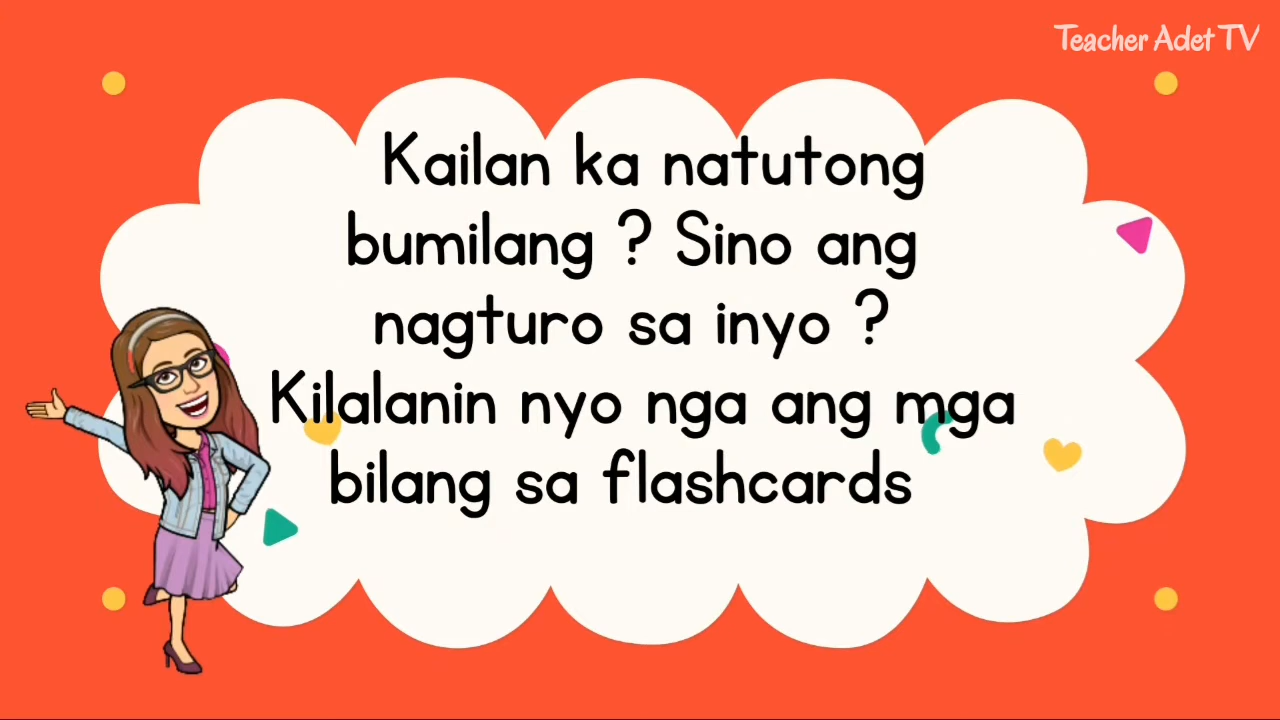 Teacher Adet TV
Kailan ka natutong
bumilang ? Sino ang
nagturo sa inyo ?
Kilalanin nyo nga ang mga
bilang sa flashcards